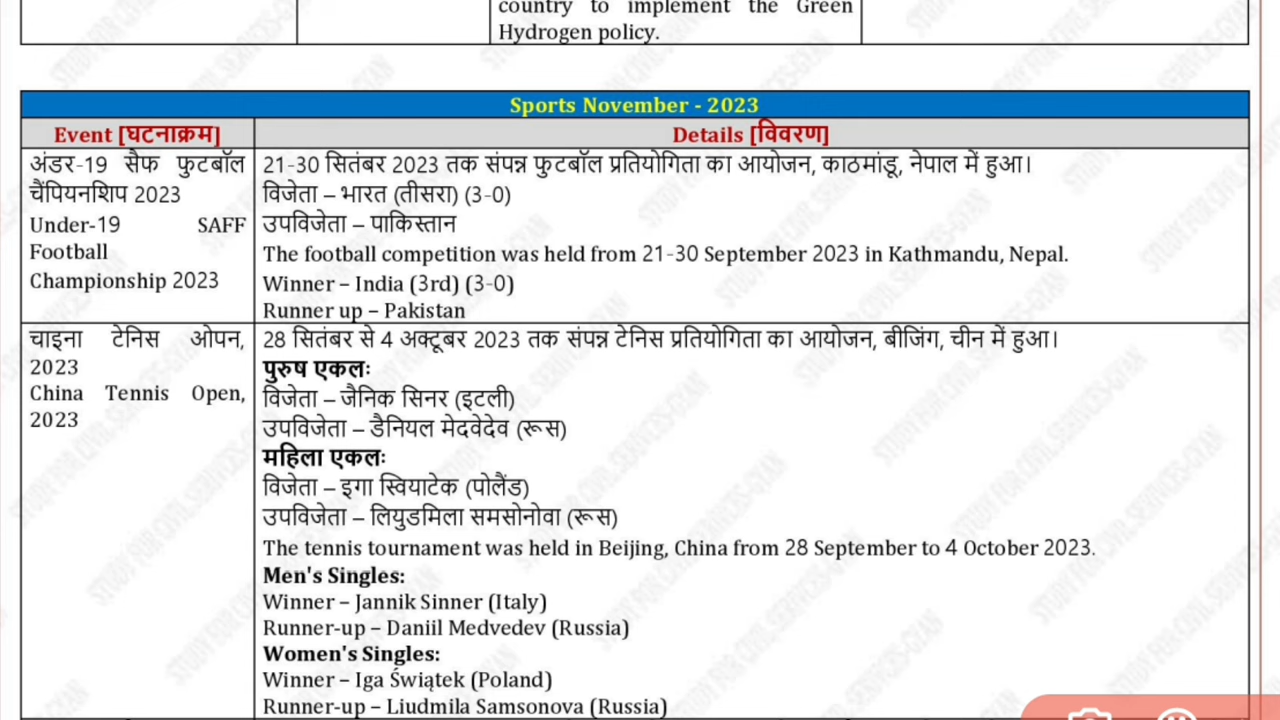 country to implement the Green
Hydrogen policy.
Sports November - 2023
Event [घटनाक्रम]
Details [विवरण]
अंडर-19 सैफ फुटबॉल
चैंपियनशिप 2023
Under-19 SAFF
Football
Championship 2023
21-30 सितंबर 2023 तक संपन्न फुटबॉल प्रतियोगिता का आयोजन, काठमांडू, नेपाल में हुआ।
विजेता – भारत (तीसरा) (3-0)
उपविजेता – पाकिस्तान
The football competition was held from 21-30 September 2023 in Kathmandu, Nepal.
Winner – India (3rd) (3-0)
Runner up – Pakistan
चाइना टेनिस ओपन,
2023
China Tennis Open,
2023
28 सितंबर से 4 अक्टूबर 2023 तक संपन्न टेनिस प्रतियोगिता का आयोजन, बीजिंग, चीन में हुआ।
पुरुष एकलः
विजेता – जैनिक सिनर (इटली)
उपविजेता – डैनियल मेदवेदेव (रूस)
महिला एकलः
विजेता – इगा स्वियाटेक (पोलैंड)
उपविजेता – लियुडमिला समसोनोवा (रूस)
The tennis tournament was held in Beijing, China from 28 September to 4 October 2023.
Men's Singles:
Winner – Jannik Sinner (Italy)
Runner-up – Daniil Medvedev (Russia)
Women's Singles:
Winner – Iga Świątek (Poland)
Runner-up – Liudmila Samsonova (Russia)